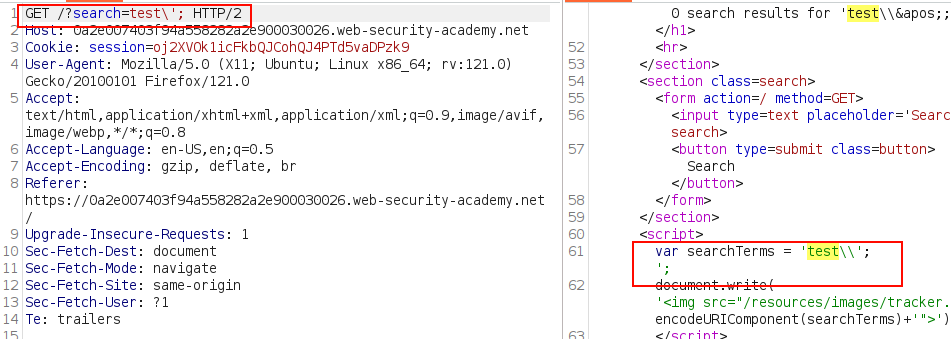 1 GET /?search=test\'; HTTP/2
2 Host: 0a2e007403f94a558282a2e900030026.web-security-academy.net
3 Cookie: session=oj2XVOk1icFkbQJCohQJ4PTd5vaDPzk9
4 User-Agent: Mozilla/5.0 (X11; Ubuntu; Linux x86_64; rv:121.0)
Gecko/20100101 Firefox/121.0
5 Accept:
text/html,application/xhtml+xml,application/xml;q=0.9,image/avif,
image/webp,*/*;q=0.8
6 Accept-Language: en-US,en;q=0.5
7 Accept-Encoding: gzip, deflate, br
8 Referer:
https://0a2e007403f94a558282a2e900030026.web-security-academy.net
/
9 Upgrade-Insecure-Requests: 1
10 Sec-Fetch-Dest: document
11 Sec-Fetch-Mode: navigate
12 Sec-Fetch-Site: same-origin
13 Sec-Fetch-User: ?1
14 Te: trailers
15
0 search results for 'test\\&apos;;
</h1>
52 <hr>
53 </section>
54 <section class=search>
55 <form action=/ method=GET>
56 <input type=text placeholder='Searc
search>
57 <button type=submit class=button>
Search
</button>
58 </form>
59 </section>
60 <script>
61 var searchTerms = 'test\\';
';
62 document.write(
'<img src="/resources/images/tracker.
encodeURIComponent(searchTerms)+'">')
63 </script>